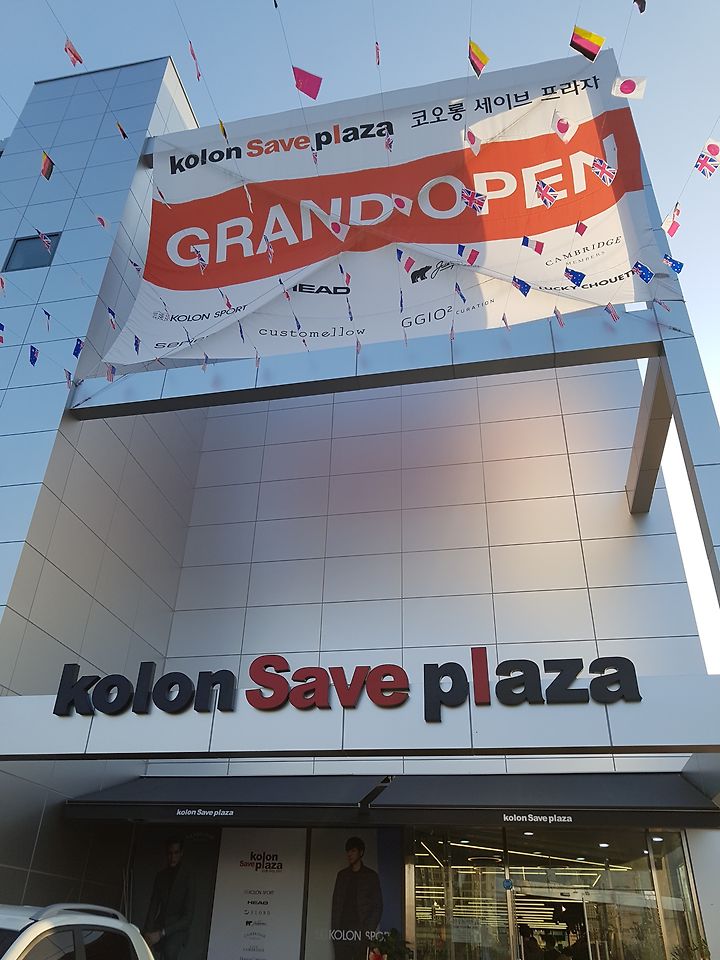 kolon Save plaza 코오롱 세이브 프라자
GRAND OPEN
KOLON SPORT HEAD CAMBRIDGE
MEMBERS
customellow GGIO² CURATION LUCKY CHOUETTE
kolon Save plaza
kolon Save plaza kolon Save plaza
kolon
Save plaza
KOLON SPORT
HEAD
KOLON SPOR